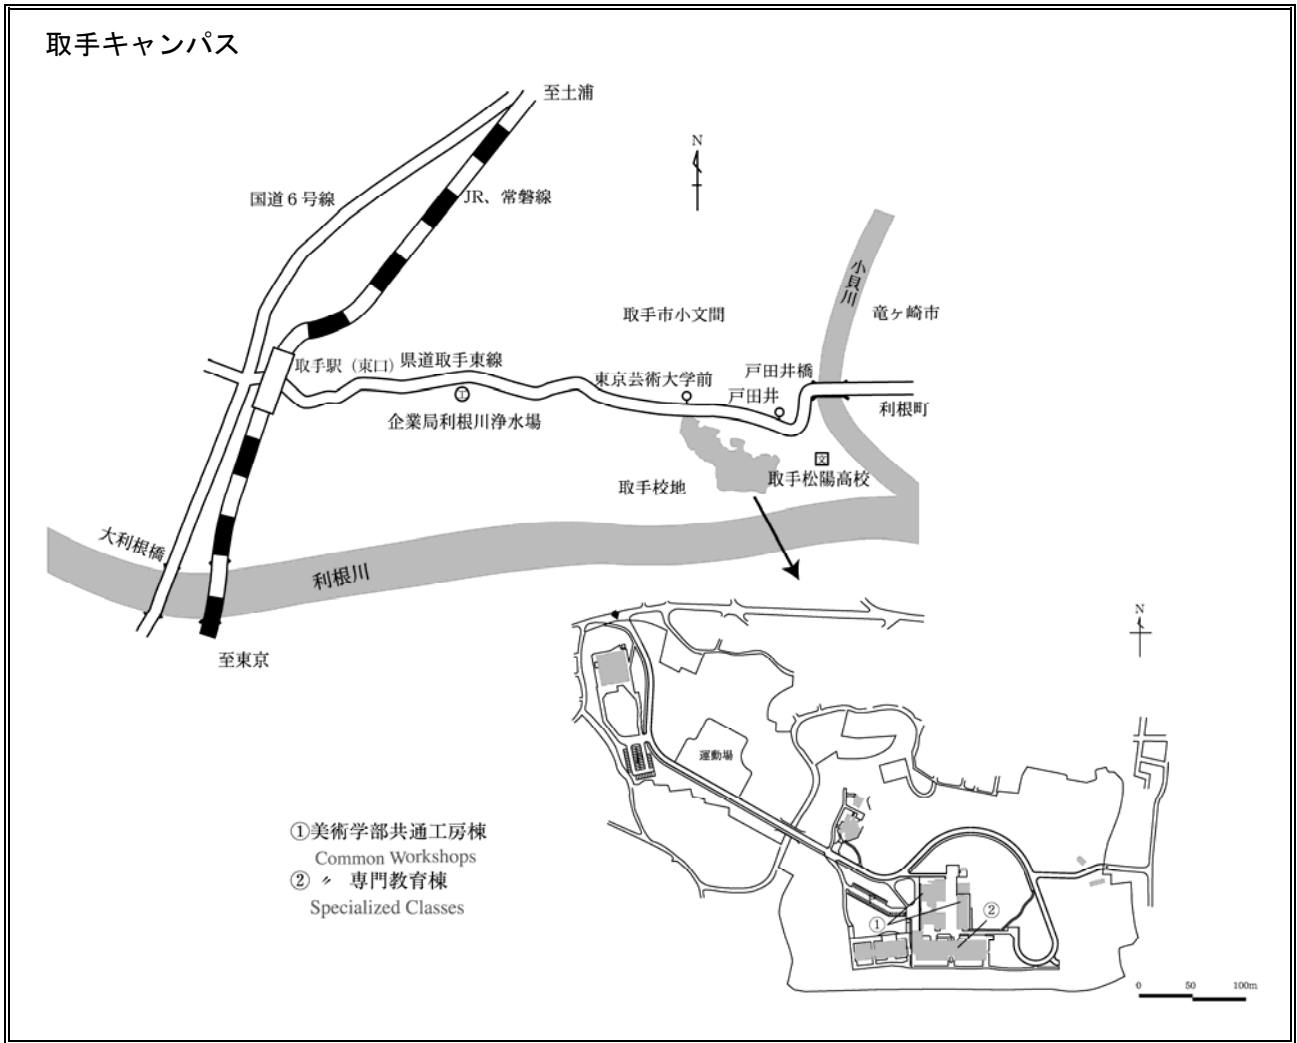 取手キャンパス
至土浦
N
国道６号線
JR、常磐線
小貝川
竜ヶ崎市
取手市小文間
取手駅（東口）
県道取手東線
戸田井橋
東京芸術大学前
戸田井
利根町
企業局利根川浄水場
文
取手松陽高校
取手校地
大利根橋
利根川
至東京
N
運動場
①美術学部共通工房棟
Common Workshops
②〃 専門教育棟
Specialized Classes
①
②
0 50 100m